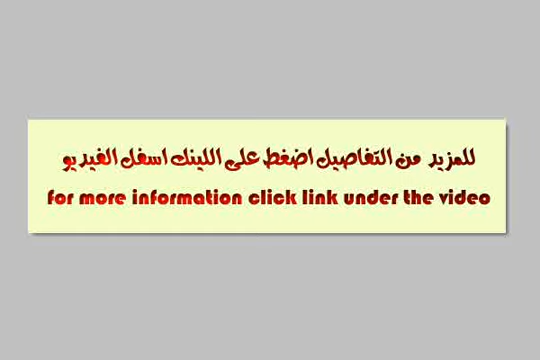 للمزيد من التفاصيل اضغط على اللينك اسفل الفيديو
for more information click link under the video